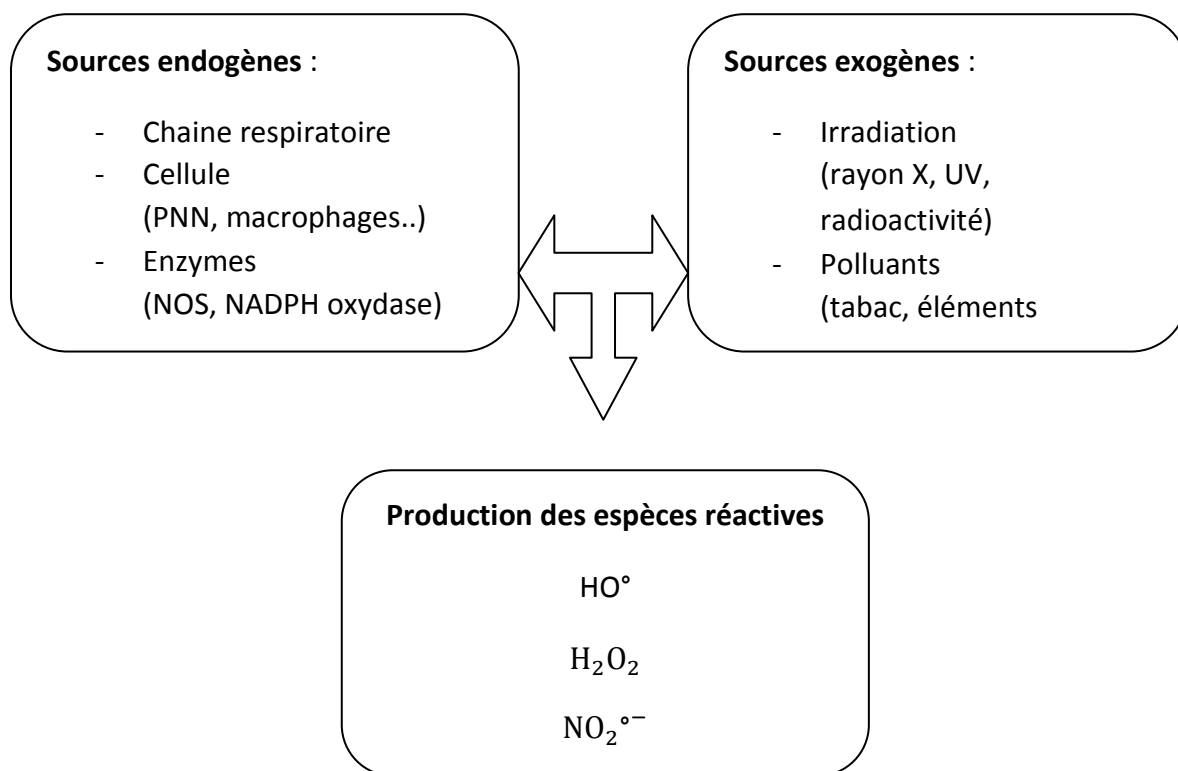 Sources endogènes :
- Chaine respiratoire
- Cellule
(PNN, macrophages..)
- Enzymes
(NOS, NADPH oxydase)
Sources exogènes :
- Irradiation
(rayon X, UV,
radioactivité)
- Polluants
(tabac, éléments
Production des espèces réactives
HO°
H₂O₂
NO₂°⁻